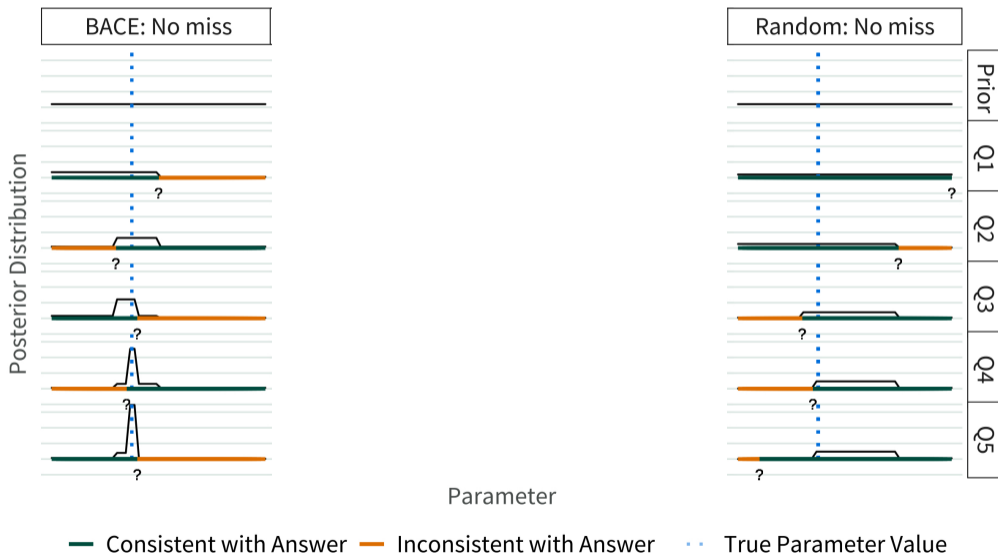 BACE: No miss
Random: No miss
Prior
Q1
?
?
Q2
?
?
Q3
?
?
Q4
?
?
Q5
?
?
Posterior Distribution
Parameter
Consistent with Answer
Inconsistent with Answer
True Parameter Value